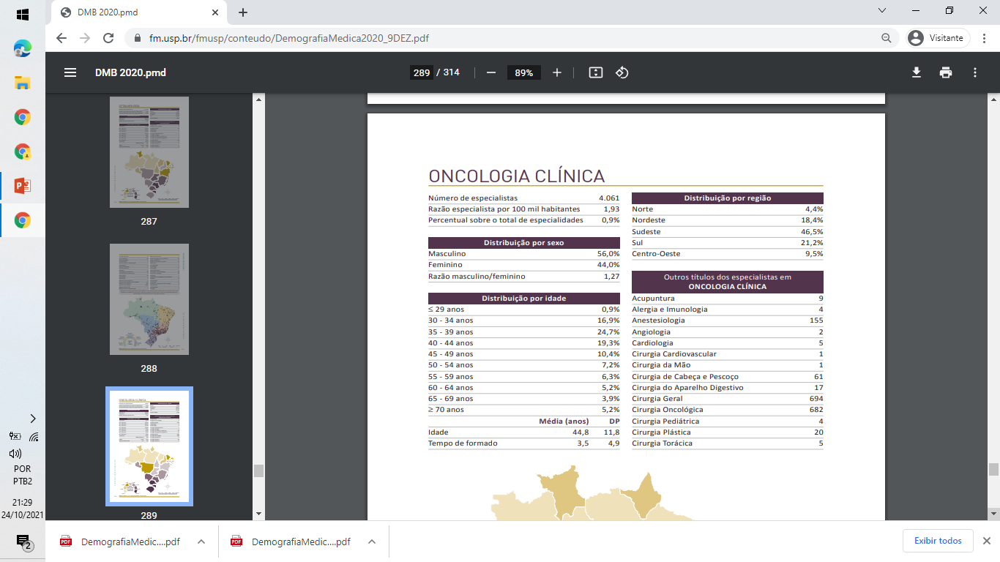 DMB 2020.pmd
fm.usp.br/fmusp/conteudo/DemografiaMedica2020_9DEZ.pdf
Visitante
DMB 2020.pmd
289 / 314
89%
287
288
289
ONCOLOGIA CLÍNICA
Número de especialistas 4.061
Razão especialista por 100 mil habitantes 1,93
Percentual sobre o total de especialidades 0,9%
Distribuição por sexo
Masculino 56,0%
Feminino 44,0%
Razão masculino/feminino 1,27
Distribuição por idade
≤ 29 anos 0,9%
30 - 34 anos 16,9%
35 - 39 anos 24,7%
40 - 44 anos 19,3%
45 - 49 anos 10,4%
50 - 54 anos 7,2%
55 - 59 anos 6,3%
60 - 64 anos 5,2%
65 - 69 anos 3,9%
≥ 70 anos 5,2%
Média (anos) DP
Idade 44,8 11,8
Tempo de formado 3,5 4,9
Distribuição por região
Norte 4,4%
Nordeste 18,4%
Sudeste 46,5%
Sul 21,2%
Centro-Oeste 9,5%
Outros títulos dos especialistas em
ONCOLOGIA CLÍNICA
Acupuntura 9
Alergia e Imunologia 4
Anestesiologia 155
Angiologia 2
Cardiologia 5
Cirurgia Cardiovascular 1
Cirurgia da Mão 1
Cirurgia de Cabeça e Pescoço 61
Cirurgia do Aparelho Digestivo 17
Cirurgia Geral 694
Cirurgia Oncológica 682
Cirurgia Pediátrica 4
Cirurgia Plástica 20
Cirurgia Torácica 5
POR
PTB2
21:29
24/10/2021
2
PDF
DemografiaMedic....pdf
PDF
DemografiaMedic....pdf
Exibir todos